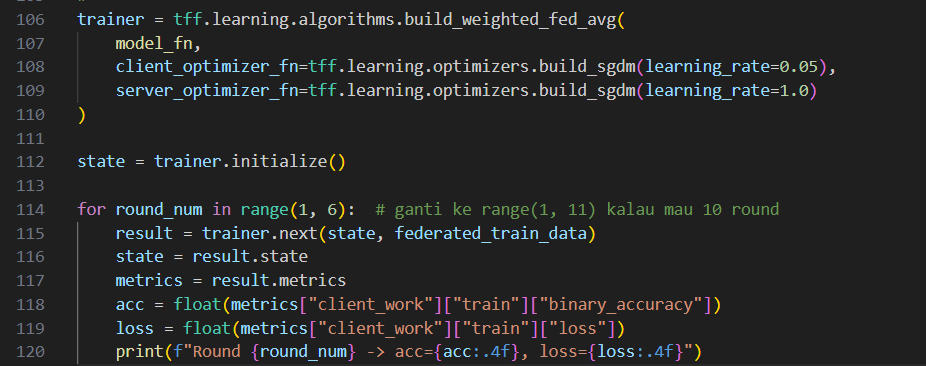 106 trainer = tff.learning.algorithms.build_weighted_fed_avg(
107     model_fn,
108     client_optimizer_fn=tff.learning.optimizers.build_sgdm(learning_rate=0.05),
109     server_optimizer_fn=tff.learning.optimizers.build_sgdm(learning_rate=1.0)
110 )
111
112 state = trainer.initialize()
113
114 for round_num in range(1, 6):  # ganti ke range(1, 11) kalau mau 10 round
115     result = trainer.next(state, federated_train_data)
116     state = result.state
117     metrics = result.metrics
118     acc = float(metrics["client_work"]["train"]["binary_accuracy"])
119     loss = float(metrics["client_work"]["train"]["loss"])
120     print(f"Round {round_num} -> acc={acc:.4f}, loss={loss:.4f}")